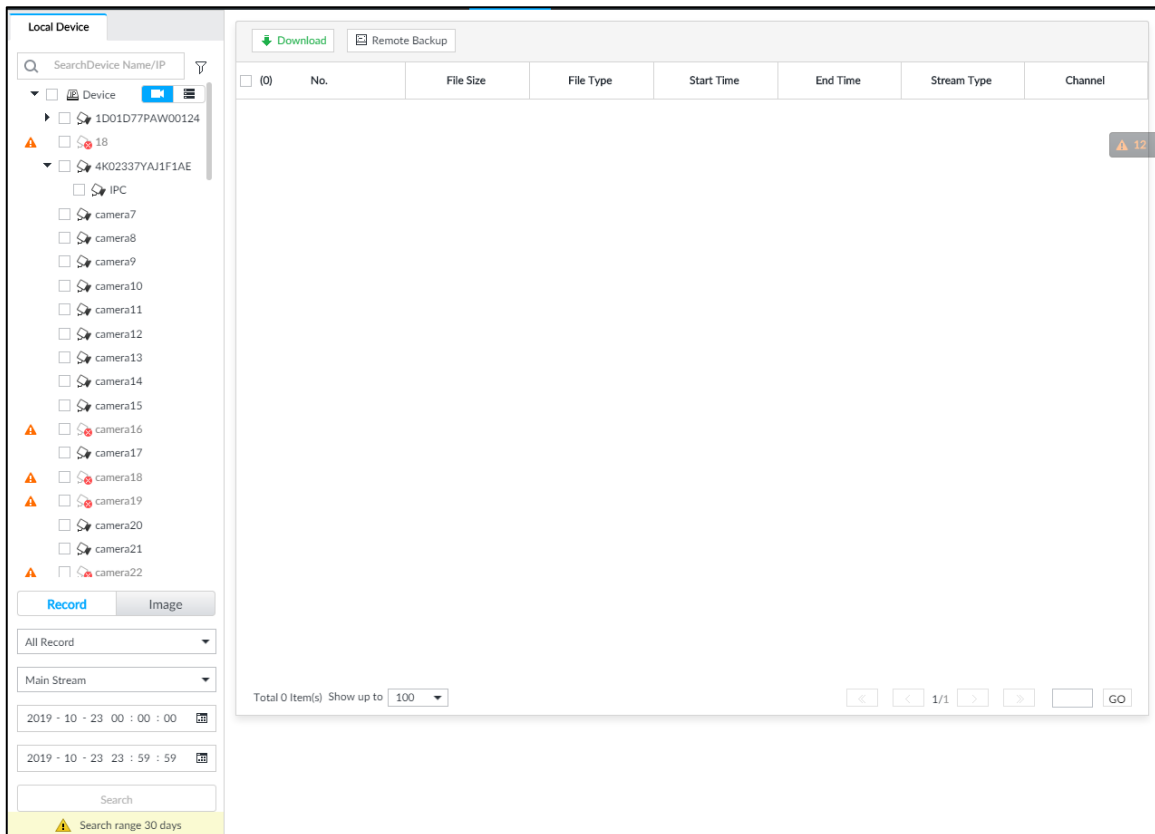 Local Device
SearchDevice Name/IP
Device
1D01D77PAW00124
18
4K02337YAJ1F1AE
IPC
camera7
camera8
camera9
camera10
camera11
camera12
camera13
camera14
camera15
camera16
camera17
camera18
camera19
camera20
camera21
camera22
Record Image
All Record
Main Stream
2019 - 10 - 23 00 : 00 : 00
2019 - 10 - 23 23 : 59 : 59
Search
Search range 30 days
Download Remote Backup
(0) No. File Size File Type Start Time End Time Stream Type Channel
12
Total 0 Item(s) Show up to 100 1/1 GO